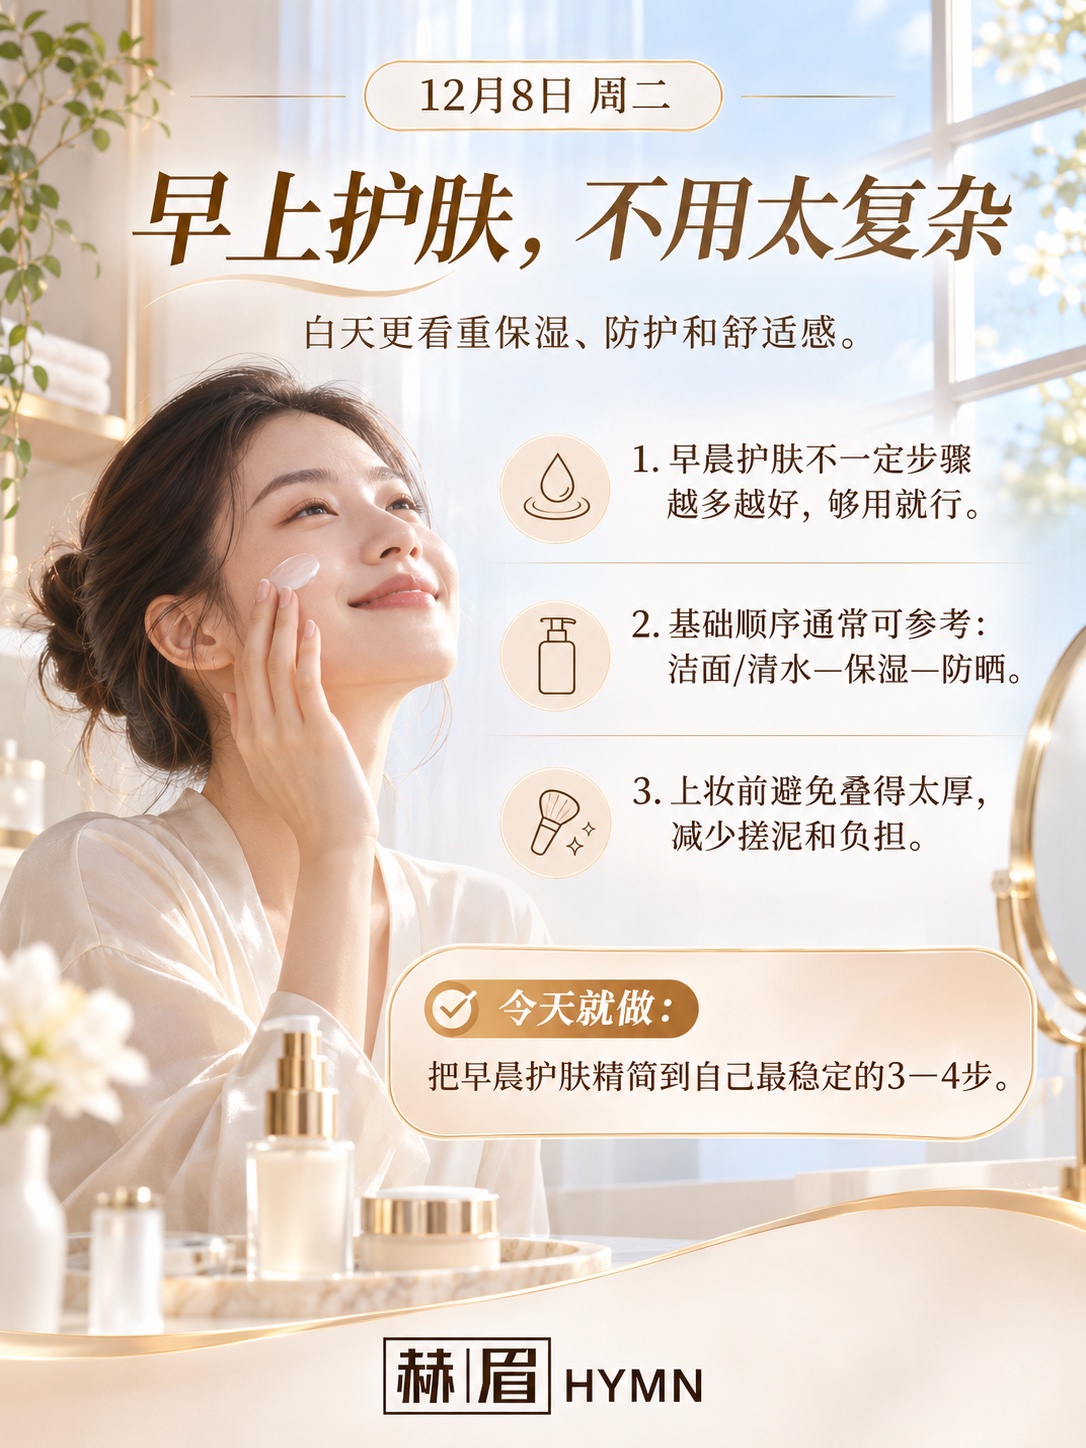 12月8日 周二
早上护肤，不用太复杂
白天更看重保湿、防护和舒适感。
1. 早晨护肤不一定步骤
越多越好，够用就行。
2. 基础顺序通常可参考：
洁面/清水—保湿—防晒。
3. 上妆前避免叠得太厚，
减少搓泥和负担。
今天就做：
把早晨护肤精简到自己最稳定的3—4步。
赫|眉 HYMN